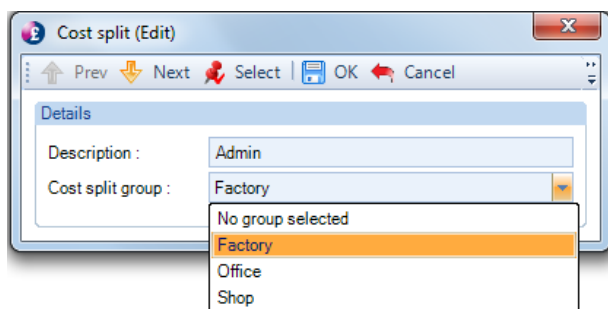 Cost split (Edit)
Prev Next Select OK Cancel
Details
Description : Admin
Cost split group : Factory
No group selected
Factory
Office
Shop